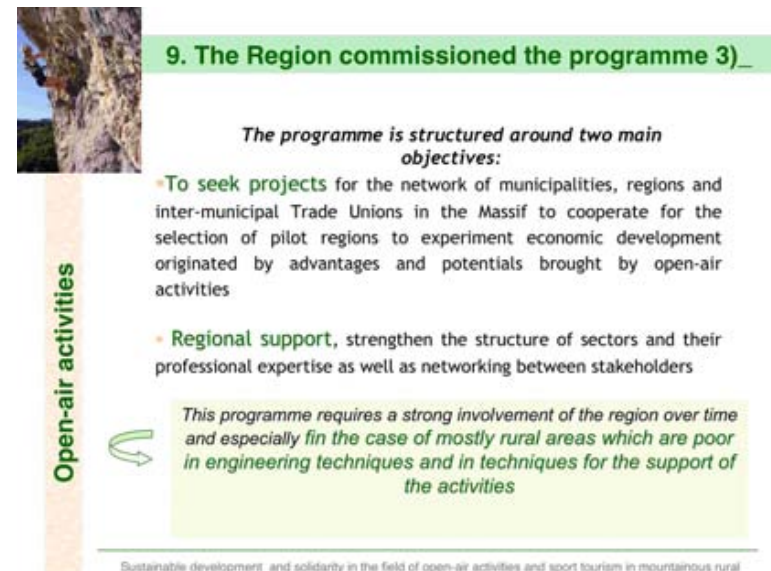 9. The Region commissioned the programme 3)_
The programme is structured around two main
objectives:
To seek projects for the network of municipalities, regions and
inter-municipal Trade Unions in the Massif to cooperate for the
selection of pilot regions to experiment economic development
originated by advantages and potentials brought by open-air
activities
Regional support, strengthen the structure of sectors and their
professional expertise as well as networking between stakeholders
Open-air activities
This programme requires a strong involvement of the region over time
and especially fin the case of mostly rural areas which are poor
in engineering techniques and in techniques for the support of
the activities
Sustainable development and solidarity in the field of open-air activities and sport tourism in mountainous rural